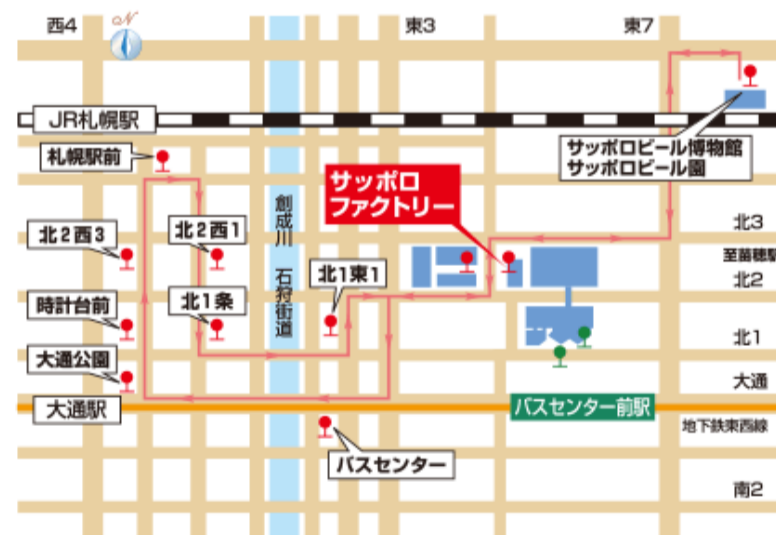 西4
N
東3
東7
JR札幌駅
札幌駅前
サッポロビール博物館
サッポロビール園
サッポロ
ファクトリー
創成川 石狩街道
北3
北2西3
北2西1
至苗穂駅
北2
北1東1
時計台前
北1条
北1
大通公園
大通
大通駅
バスセンター前駅
地下鉄東西線
バスセンター
南2